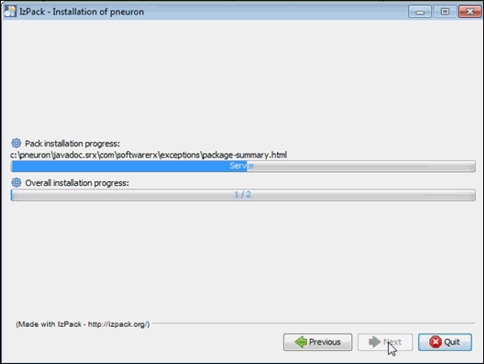 IzPack - Installation of pneuron
Pack installation progress:
c:\pneuron\javadoc.srx\com\softwarerx\exceptions\package-summary.html
Server
Overall installation progress:
1 / 2
(Made with IzPack - http://izpack.org/)
Previous
Next
Quit